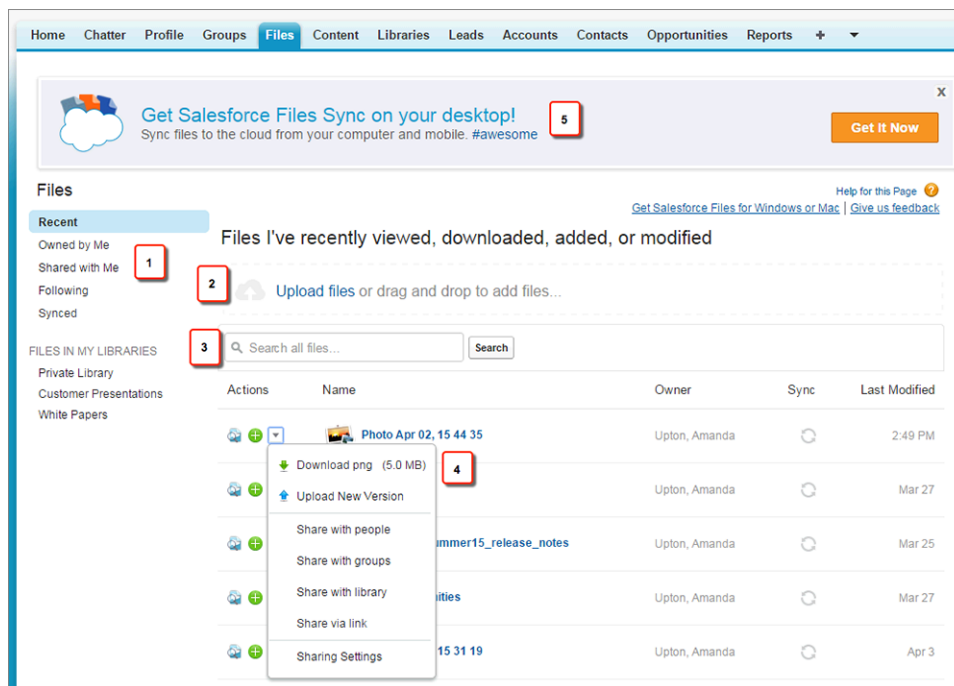 Home Chatter Profile Groups Files Content Libraries Leads Accounts Contacts Opportunities Reports +
x
Get Salesforce Files Sync on your desktop!
Sync files to the cloud from your computer and mobile. #awesome
5
Get It Now
Files
Help for this Page ?
Get Salesforce Files for Windows or Mac | Give us feedback
Recent
Owned by Me
Shared with Me
Following
Synced
1
FILES IN MY LIBRARIES
Private Library
Customer Presentations
White Papers
Files I've recently viewed, downloaded, added, or modified
2
Upload files or drag and drop to add files...
3
Search all files... Search
Actions Name Owner Sync Last Modified
Photo Apr 02, 15 44 35 Upton, Amanda 2:49 PM
Download png (5.0 MB)
4
Upload New Version
Upton, Amanda Mar 27
Share with people
ummer15_release_notes Upton, Amanda Mar 25
Share with groups
Share with library
ities Upton, Amanda Mar 27
Share via link
15 31 19 Upton, Amanda Apr 3
Sharing Settings